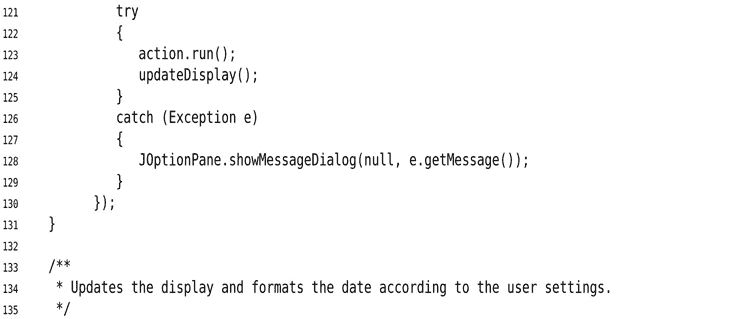 121 try
122 {
123 action.run();
124 updateDisplay();
125 }
126 catch (Exception e)
127 {
128 JOptionPane.showMessageDialog(null, e.getMessage());
129 }
130 });
131 }
132
133 /**
134 * Updates the display and formats the date according to the user settings.
135 */